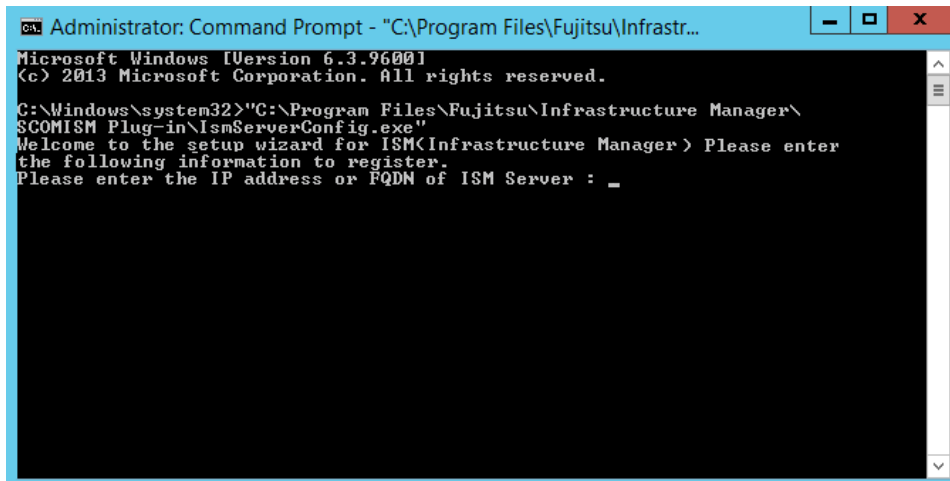 Administrator: Command Prompt - "C:\Program Files\Fujitsu\Infrastr...
Microsoft Windows [Version 6.3.9600]
(c) 2013 Microsoft Corporation. All rights reserved.
C:\Windows\system32>"C:\Program Files\Fujitsu\Infrastructure Manager\
SCOMISM Plug-in\IsmServerConfig.exe"
Welcome to the setup wizard for ISM(Infrastructure Manager) Please enter
the following information to register.
Please enter the IP address or FQDN of ISM Server : _